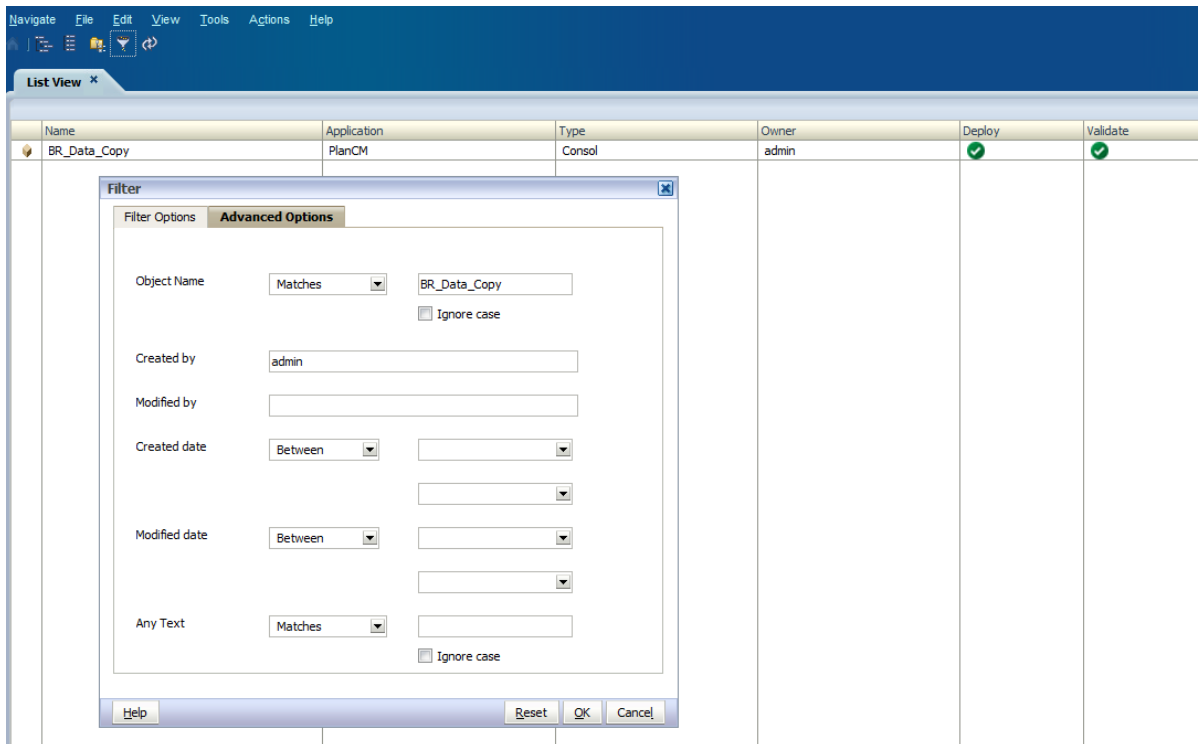 Navigate File Edit View Tools Actions Help
List View
Name Application Type Owner Deploy Validate
BR_Data_Copy PlanCM Consol admin
Filter
Filter Options Advanced Options
Object Name Matches BR_Data_Copy
Ignore case
Created by admin
Modified by
Created date Between
Modified date Between
Any Text Matches
Ignore case
Help Reset OK Cancel